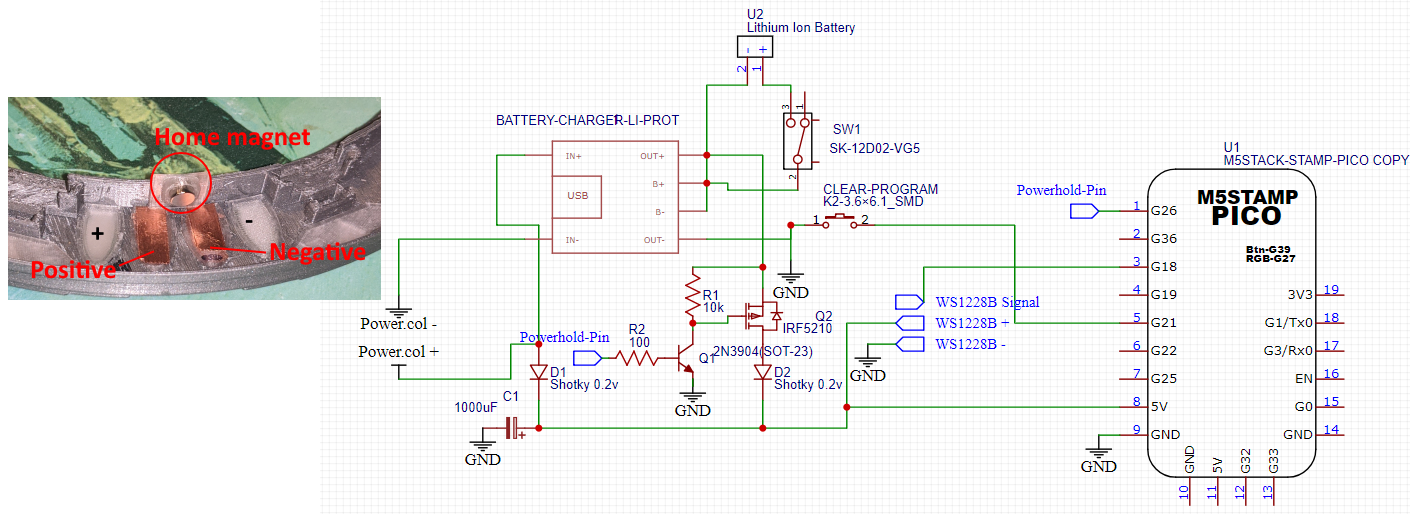 Home magnet
+
-
Positive
Negative
U2
Lithium Ion Battery
- +
2 1
BATTERY-CHARGER-LI-PROT
IN+
OUT+
USB
B+
B-
IN-
OUT-
3 1
SW1
SK-12D02-VG5
2
CLEAR-PROGRAM
K2-3.6×6.1_SMD
1 2
GND
Power.col -
Power.col +
R1
10k
Q2
IRF5210
Powerhold-Pin
R2
100
2N3904(SOT-23)
Q1
GND
D1
Shotky 0.2v
D2
Shotky 0.2v
C1
1000uF
+
GND
WS1228B Signal
WS1228B +
WS1228B -
GND
U1
M5STACK-STAMP-PICO COPY
Powerhold-Pin
M5STAMP
PICO
Btn-G39
RGB-G27
1 G26
2 G36
3 G18
4 G19
5 G21
6 G22
7 G25
8 5V
9 GND
GND
3V3 19
G1/Tx0 18
G3/Rx0 17
EN 16
G0 15
GND 14
GND 5V G32 G33
10 11 12 13